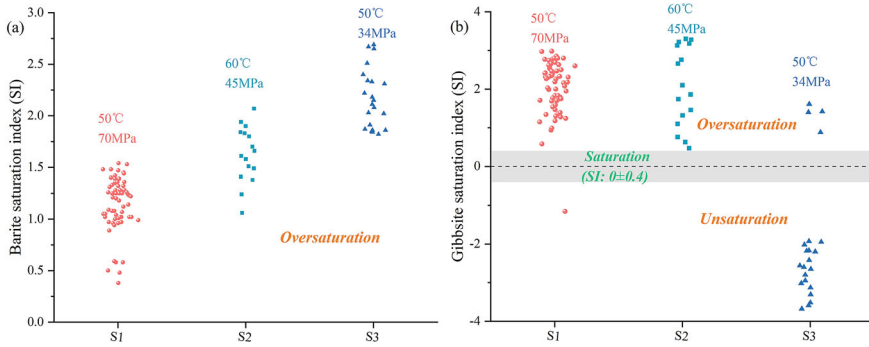 (a)
Barite saturation index (SI)
3.0
2.5
2.0
1.5
1.0
0.5
0.0
50℃
70MPa
60℃
45MPa
50℃
34MPa
Oversaturation
S1
S2
S3
(b)
Gibbsite saturation index (SI)
4
2
0
-2
-4
50℃
70MPa
60℃
45MPa
50℃
34MPa
Oversaturation
Saturation
(SI: 0±0.4)
Unsaturation
S1
S2
S3